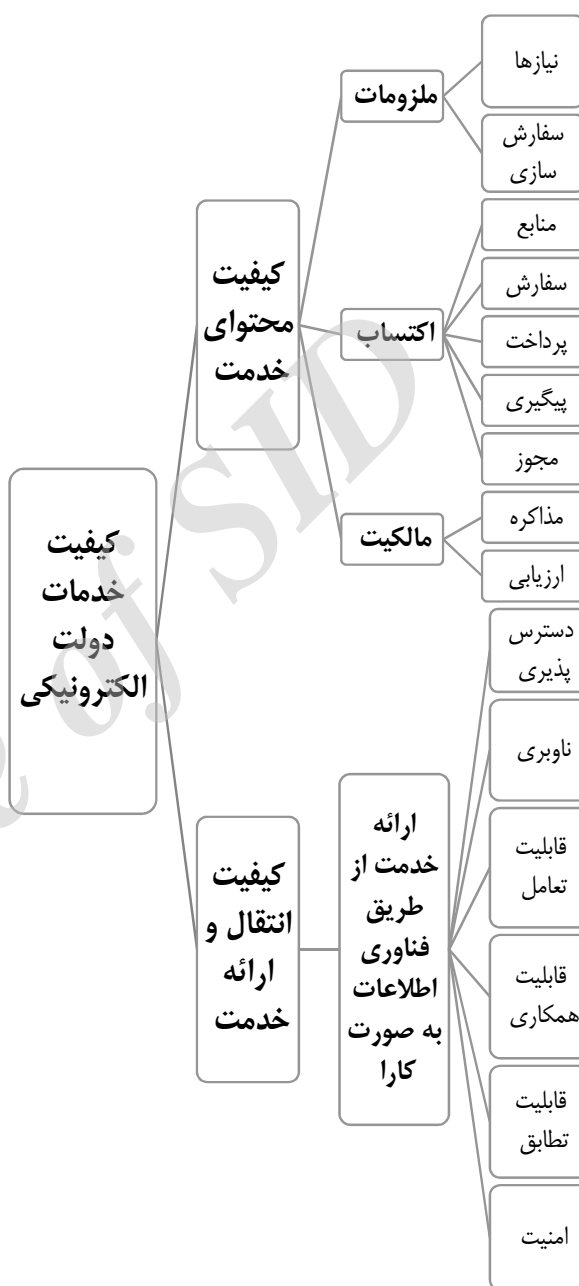 کیفیت
خدمات
دولت
الکترونیکی
کیفیت
محتوای
خدمت
ملزومات
نیازها
سفارش
سازی
اکتساب
منابع
سفارش
پرداخت
پیگیری
مجوز
مالکیت
مذاکره
ارزیابی
کیفیت
انتقال و
ارائه
خدمت
ارائه
خدمت از
طریق
فناوری
اطلاعات
به صورت
کارا
دسترس
پذیری
ناوبری
قابلیت
تعامل
قابلیت
همکاری
قابلیت
تطابق
امنیت
of SID